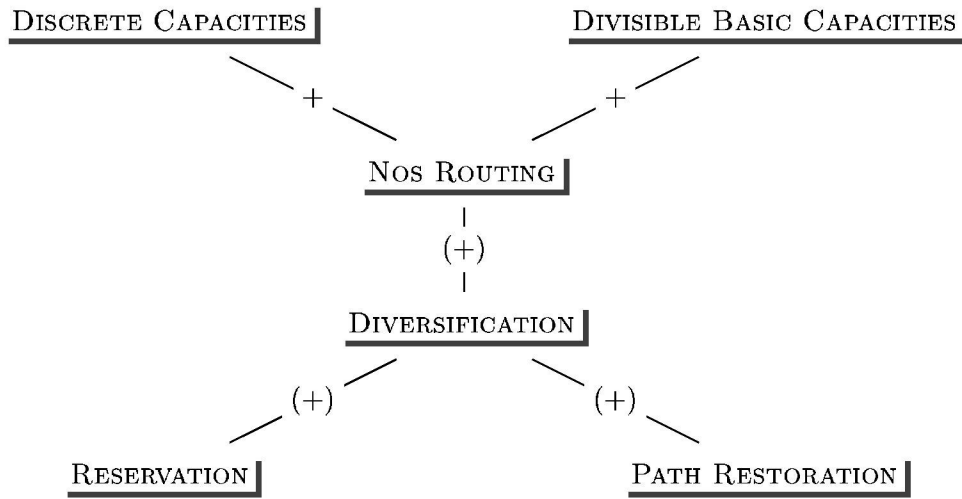 DISCRETE CAPACITIES DIVISIBLE BASIC CAPACITIES
+ +
NOS ROUTING
(+)
DIVERSIFICATION
(+) (+)
RESERVATION PATH RESTORATION